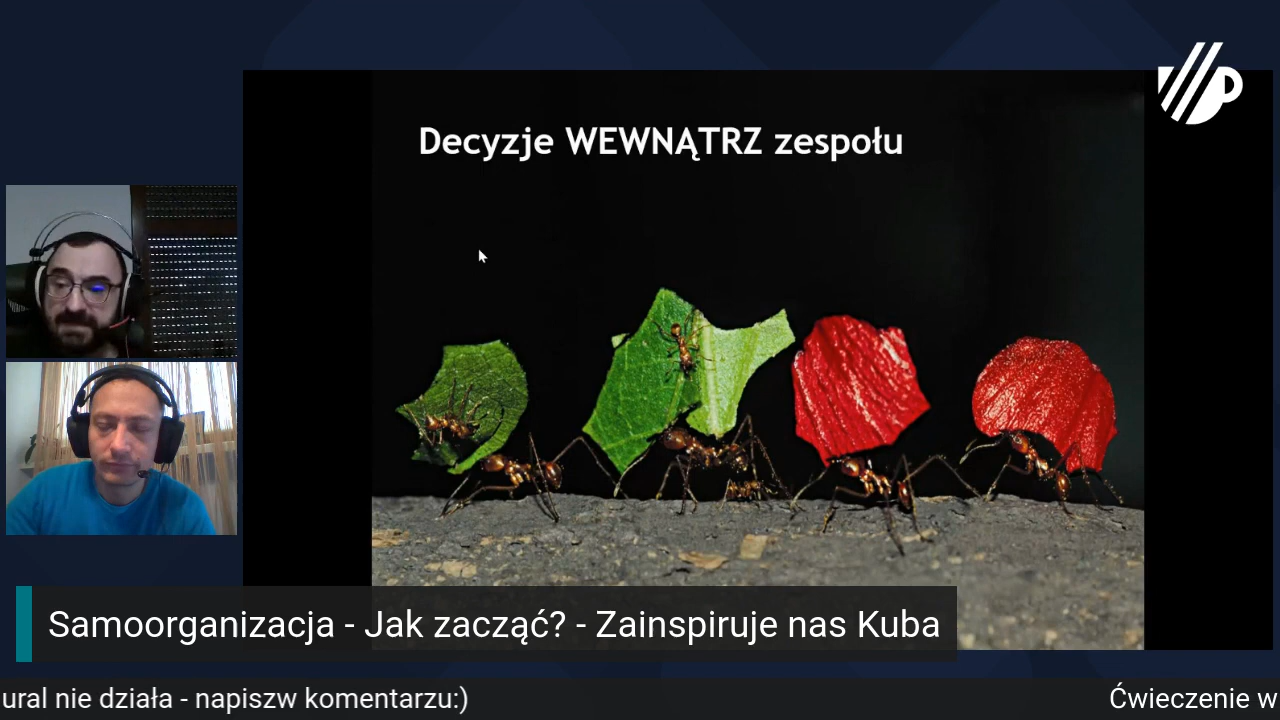 Decyzje WEWNĄTRZ zespołu
Samoorganizacja - Jak zacząć? - Zainspiruje nas Kuba
ural nie działa - napiszw komentarzu:) Ćwieczenie w